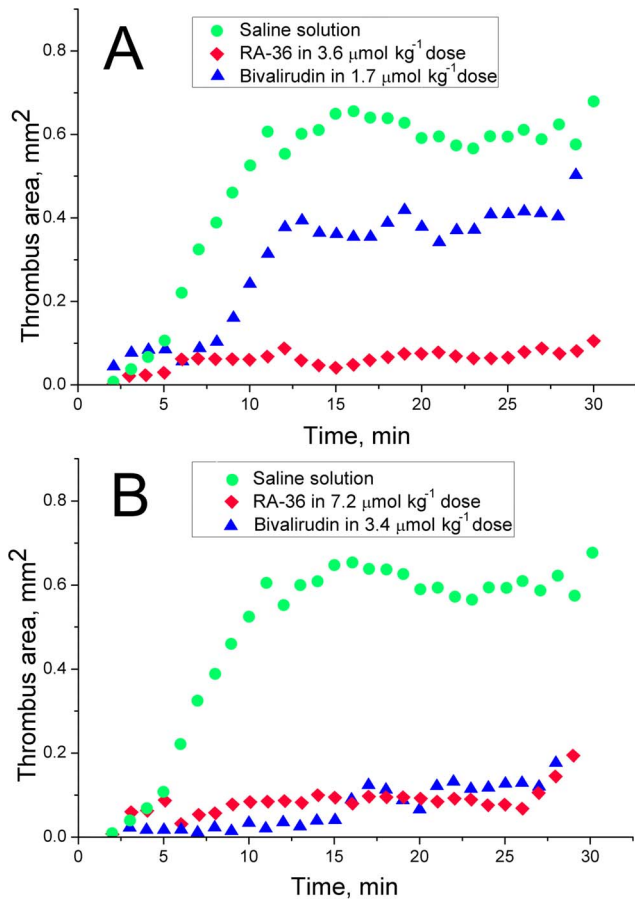 A
Saline solution
RA-36 in 3.6 μmol kg⁻¹ dose
Bivalirudin in 1.7 μmol kg⁻¹dose
Thrombus area, mm²
0.8
0.6
0.4
0.2
0.0
0 5 10 15 20 25 30
Time, min
B
Saline solution
RA-36 in 7.2 μmol kg⁻¹ dose
Bivalirudin in 3.4 μmol kg⁻¹ dose
Thrombus area, mm²
0.8
0.6
0.4
0.2
0.0
0 5 10 15 20 25 30
Time, min